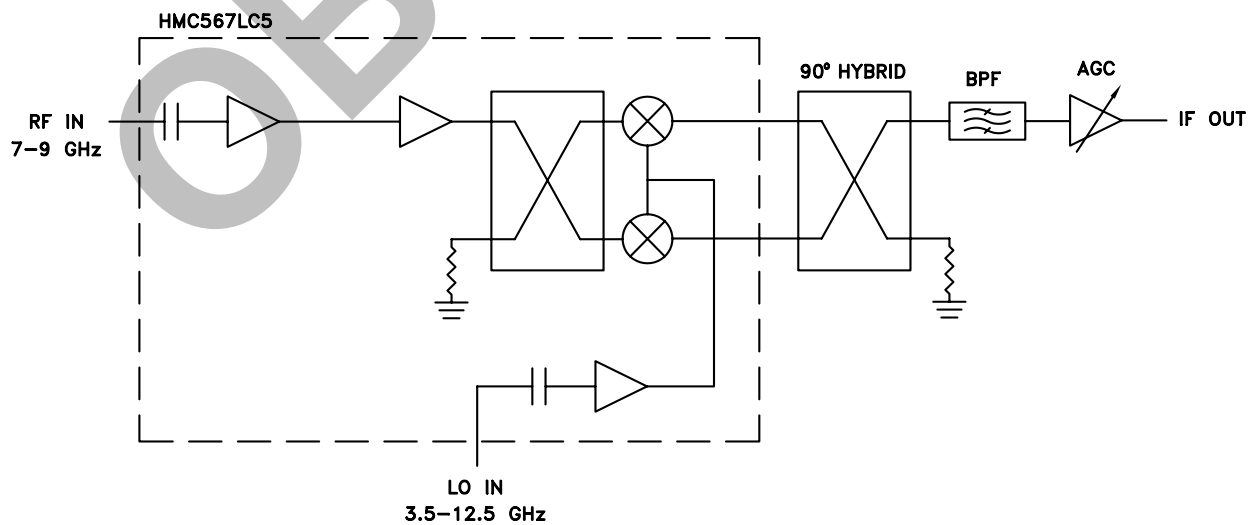 HMC567LC5
90° HYBRID
BPF
AGC
RF IN
7–9 GHz
IF OUT
LO IN
3.5–12.5 GHz
OB